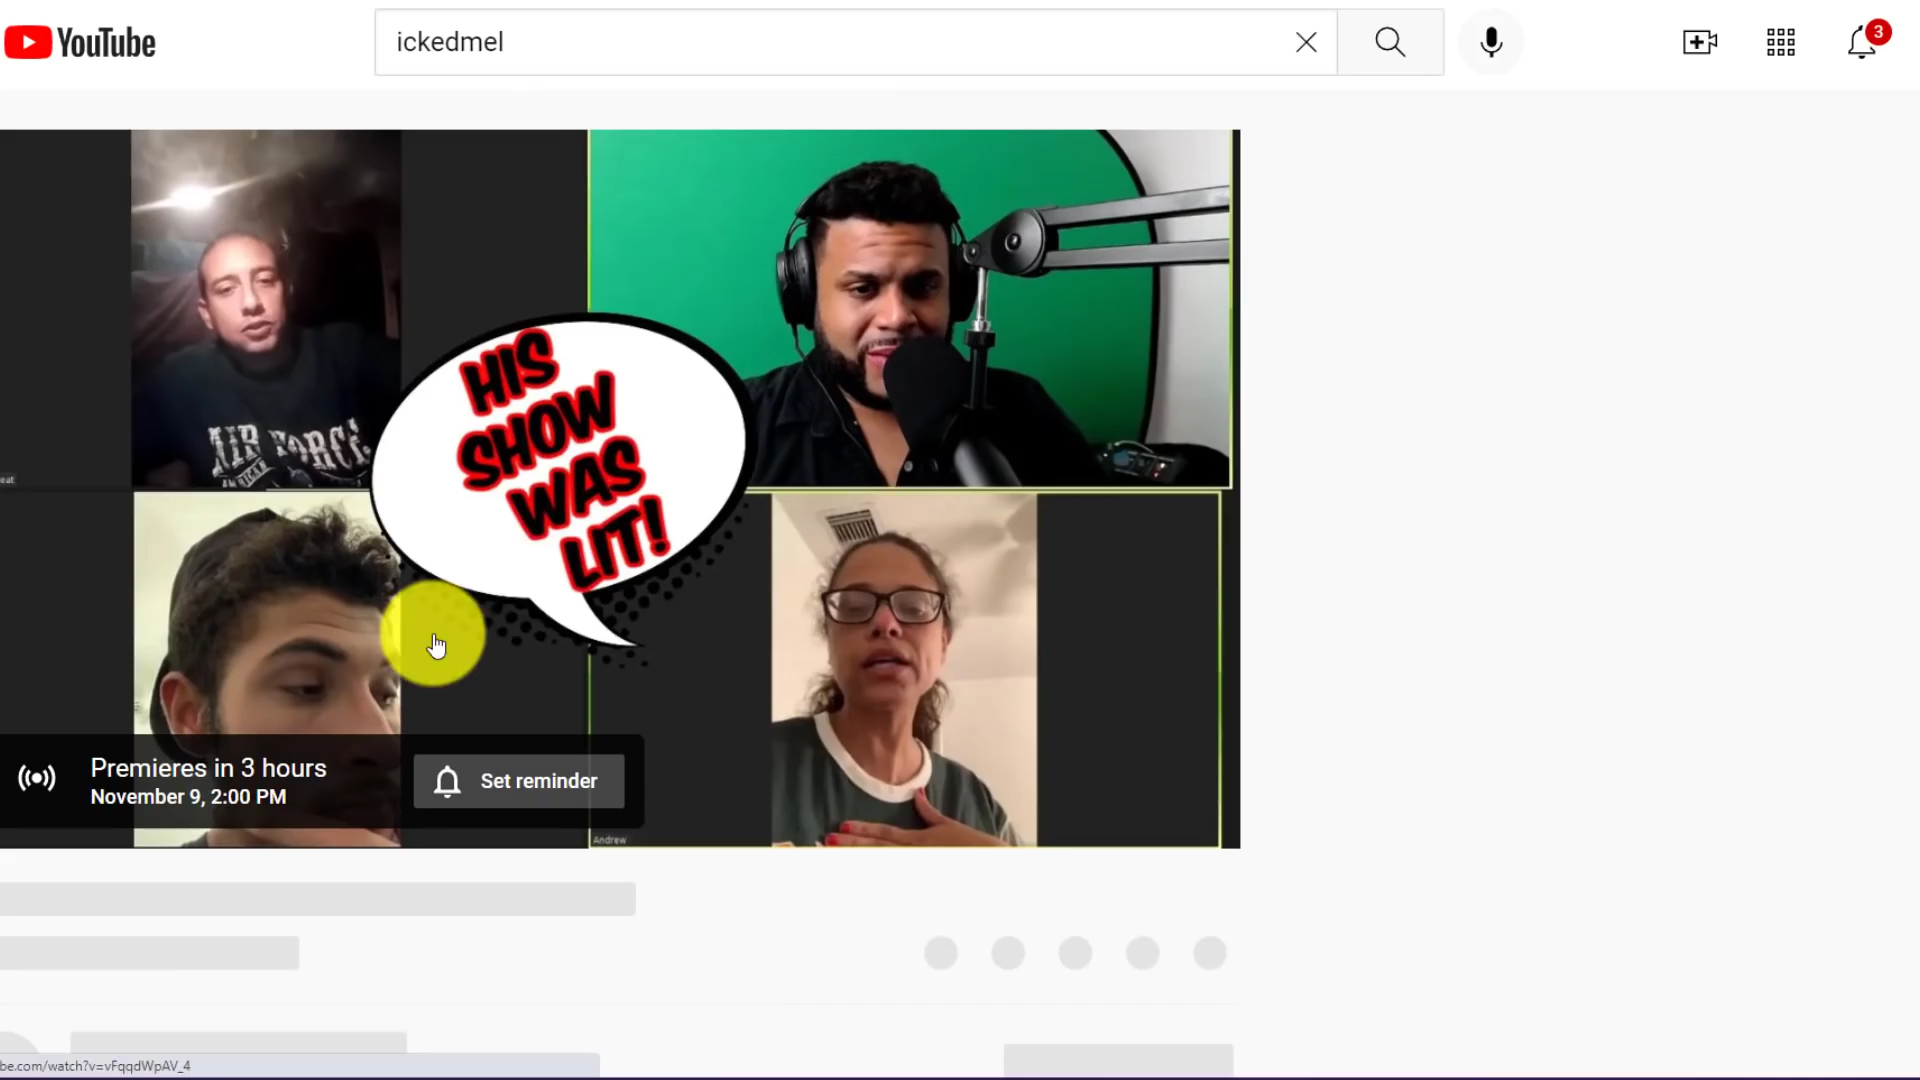 YouTube
ickedmel
3
HIS
SHOW
WAS
LIT!
AIR FORCE
eat
Premieres in 3 hours
November 9, 2:00 PM
Set reminder
Andrew
be.com/watch?v=vFqqdWpAV_4